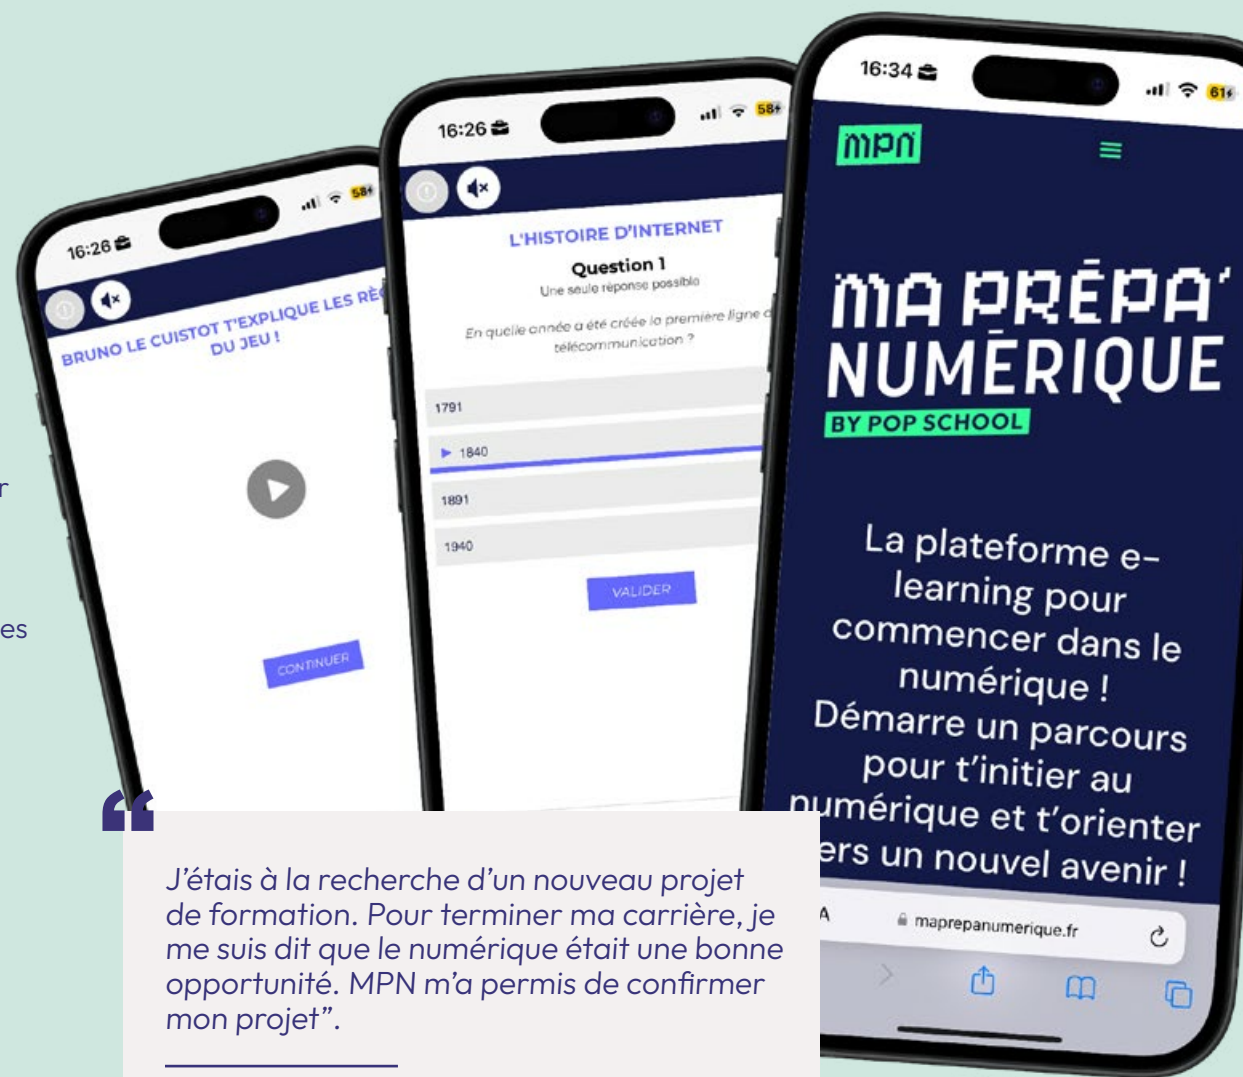 r
es
16:26
58
BRUNO LE CUISTOT T'EXPLIQUE LES RÈ
DU JEU !
CONTINUER
16:26
58
L'HISTOIRE D'INTERNET
Question 1
Une seule réponse possible
En quelle année a été créée la première ligne d
télécommunication ?
1791
1840
1891
1940
VALIDER
16:34
61
mpn
MA PRÉPA'
NUMÉRIQUE
BY POP SCHOOL
La plateforme e-
learning pour
commencer dans le
numérique !
Démarre un parcours
pour t'initier au
numérique et t'orienter
ers un nouvel avenir !
A
maprepanumerique.fr
“
J'étais à la recherche d'un nouveau projet
de formation. Pour terminer ma carrière, je
me suis dit que le numérique était une bonne
opportunité. MPN m'a permis de confirmer
mon projet”.